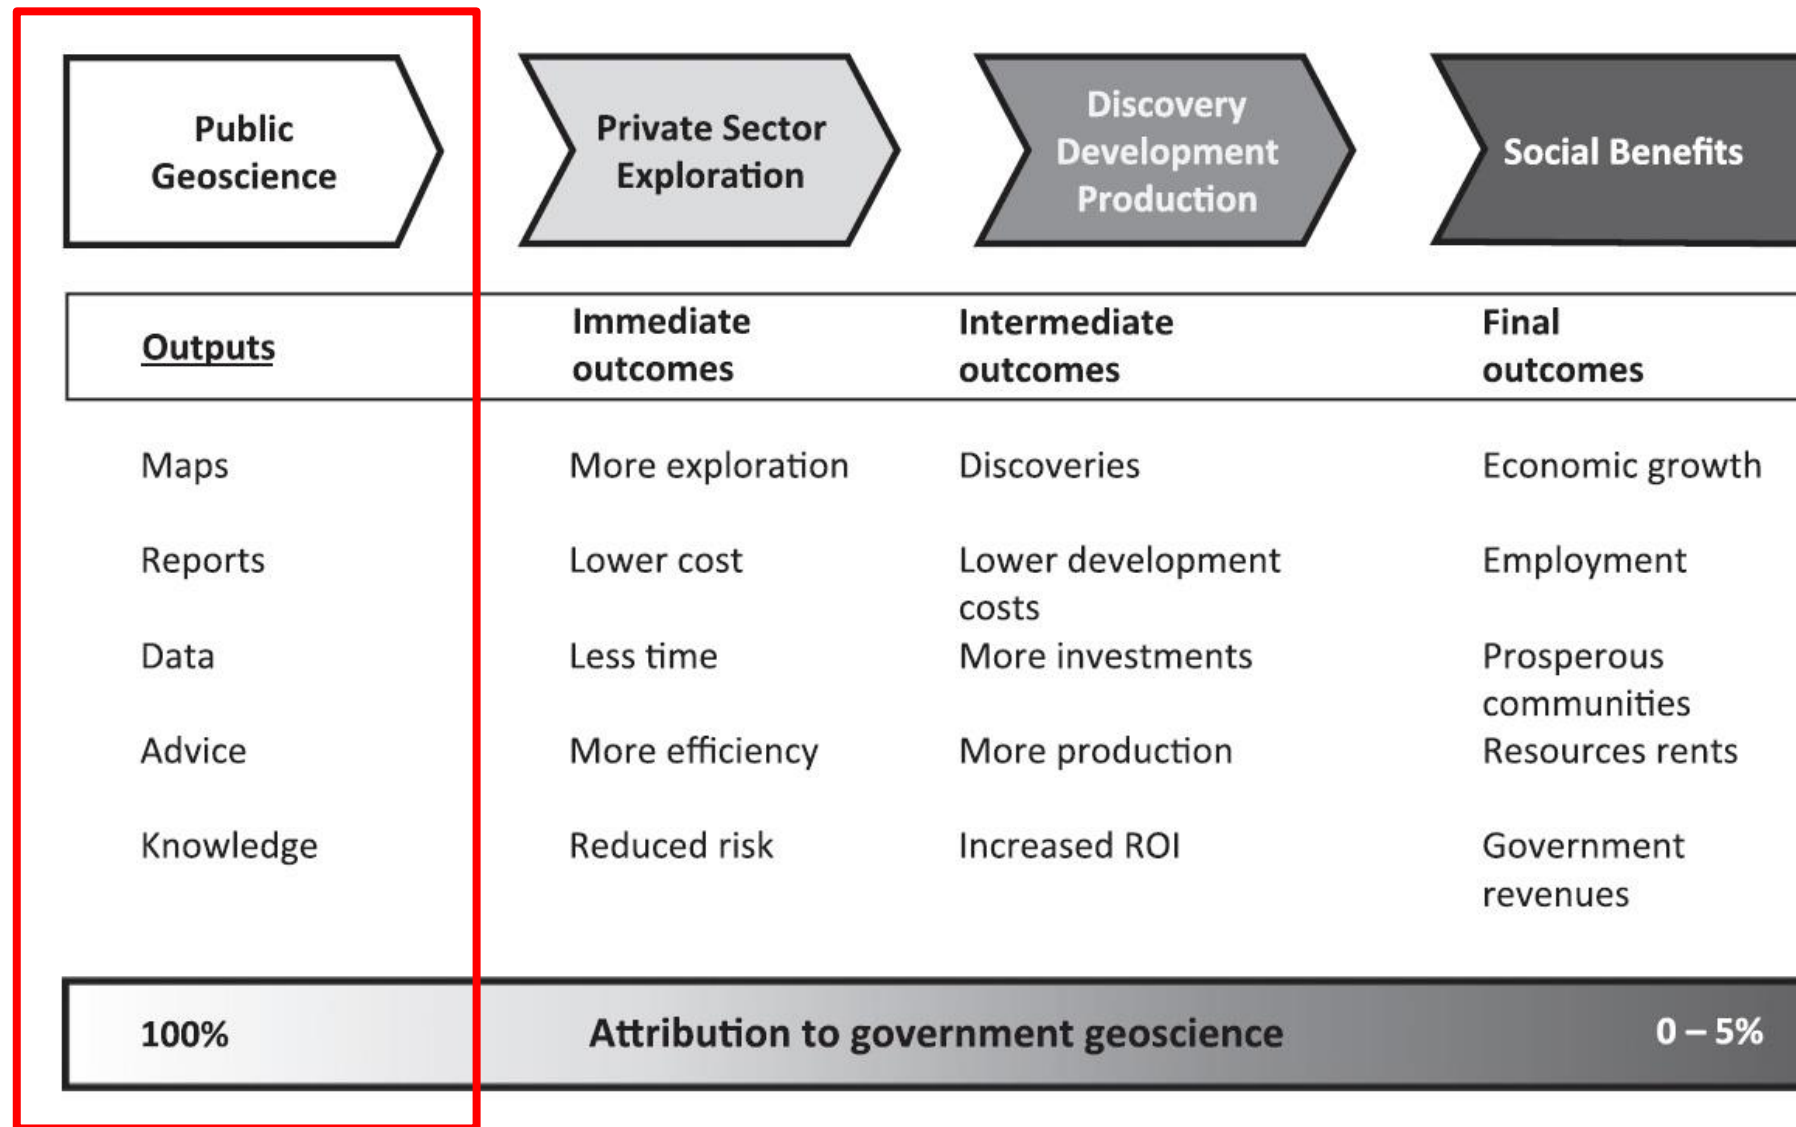 Public
Geoscience
Private Sector
Exploration
Discovery
Development
Production
Social Benefits
Outputs
Immediate
outcomes
Intermediate
outcomes
Final
outcomes
Maps
More exploration
Discoveries
Economic growth
Reports
Lower cost
Lower development
costs
Employment
Data
Less time
More investments
Prosperous
communities
Advice
More efficiency
More production
Resources rents
Knowledge
Reduced risk
Increased ROI
Government
revenues
100%
Attribution to government geoscience
0 – 5%